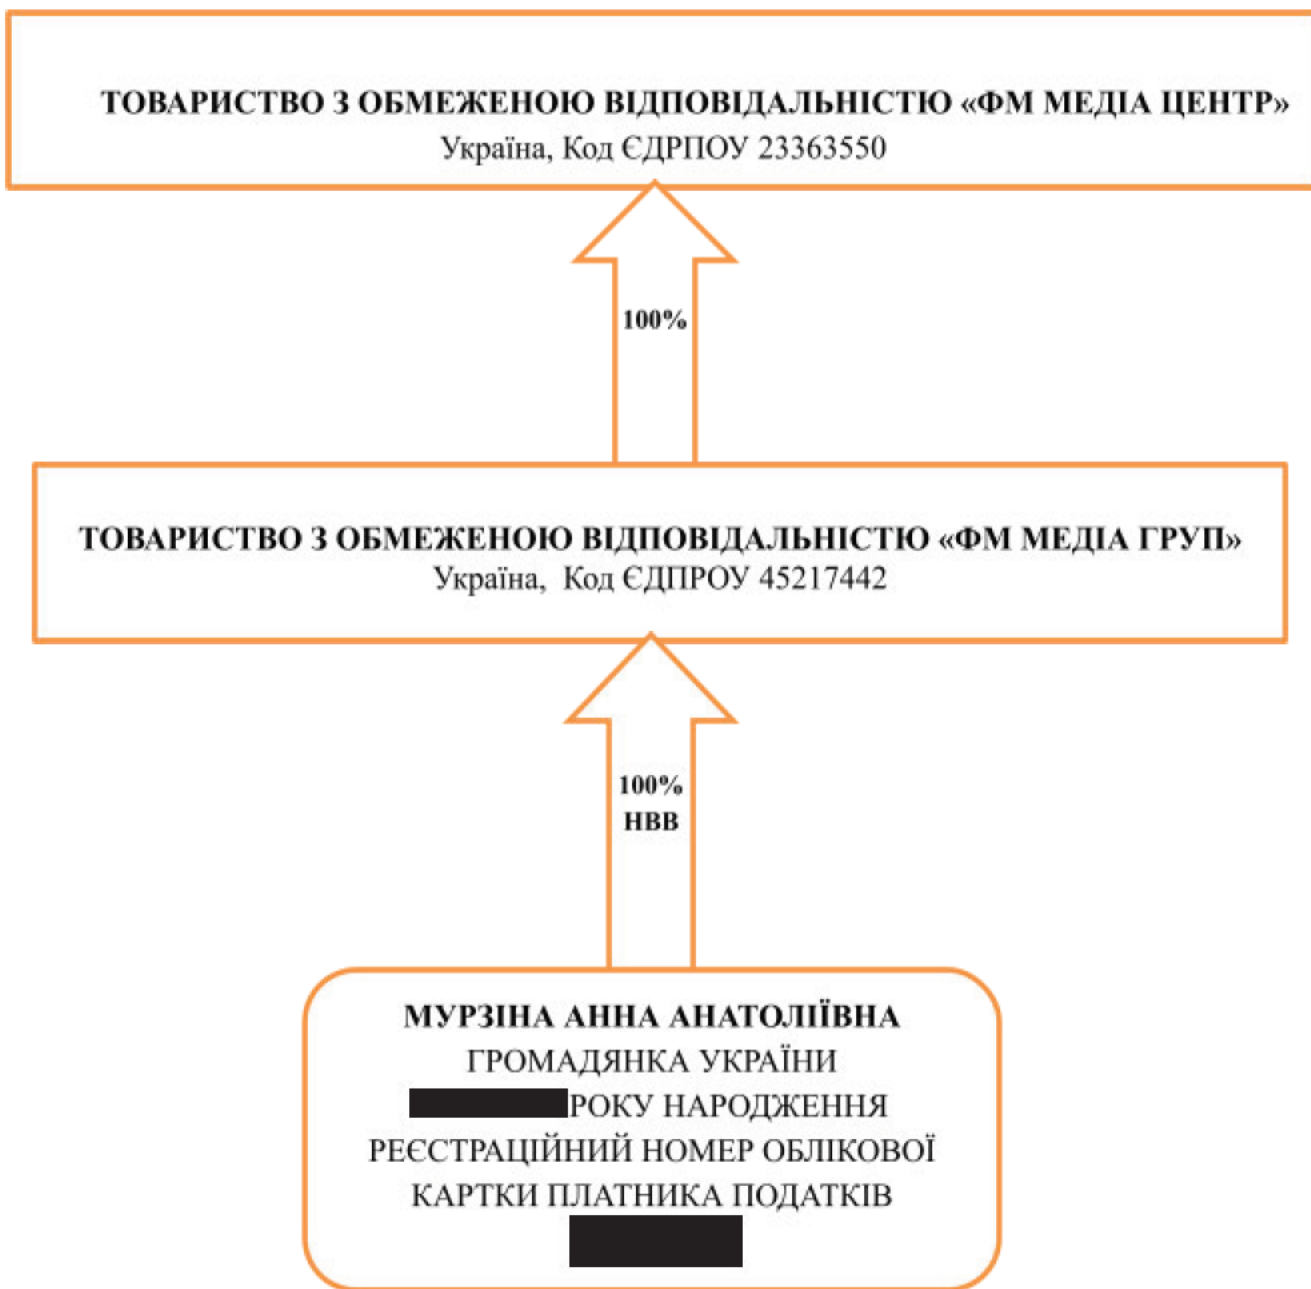 ТОВАРИСТВО З ОБМЕЖЕНОЮ ВІДПОВІДАЛЬНІСТЮ «ФМ МЕДІА ЦЕНТР»
Україна, Код ЄДРПОУ 23363550
100%
ТОВАРИСТВО З ОБМЕЖЕНОЮ ВІДПОВІДАЛЬНІСТЮ «ФМ МЕДІА ГРУП»
Україна, Код ЄДПРОУ 45217442
100%
НВВ
МУРЗІНА АННА АНАТОЛІЇВНА
ГРОМАДЯНКА УКРАЇНИ
РОКУ НАРОДЖЕННЯ
РЕЄСТРАЦІЙНИЙ НОМЕР ОБЛІКОВОЇ
КАРТКИ ПЛАТНИКА ПОДАТКІВ